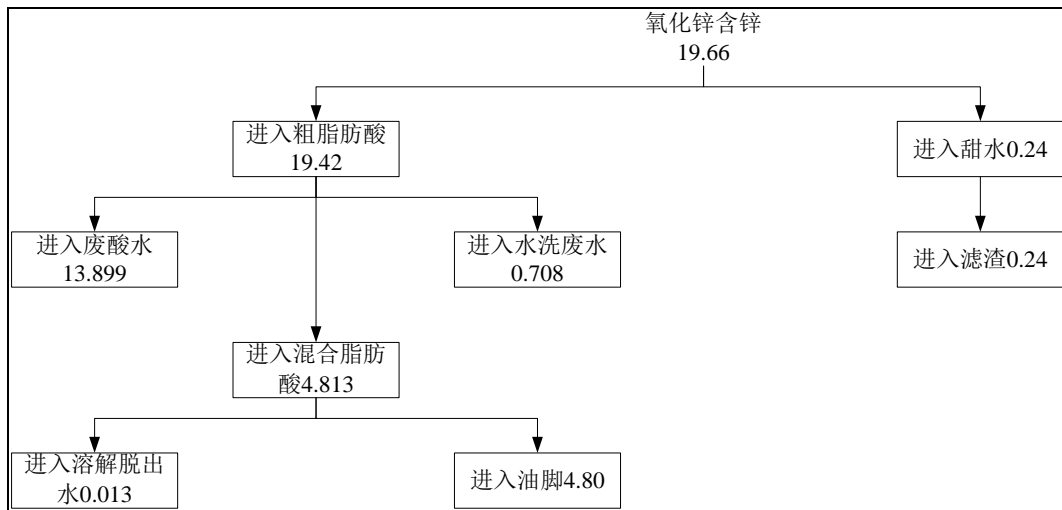 氧化锌含锌
19.66
进入粗脂肪酸
19.42
进入甜水0.24
进入废酸水
13.899
进入水洗废水
0.708
进入滤渣0.24
进入混合脂肪
酸4.813
进入溶解脱出
水0.013
进入油脚4.80